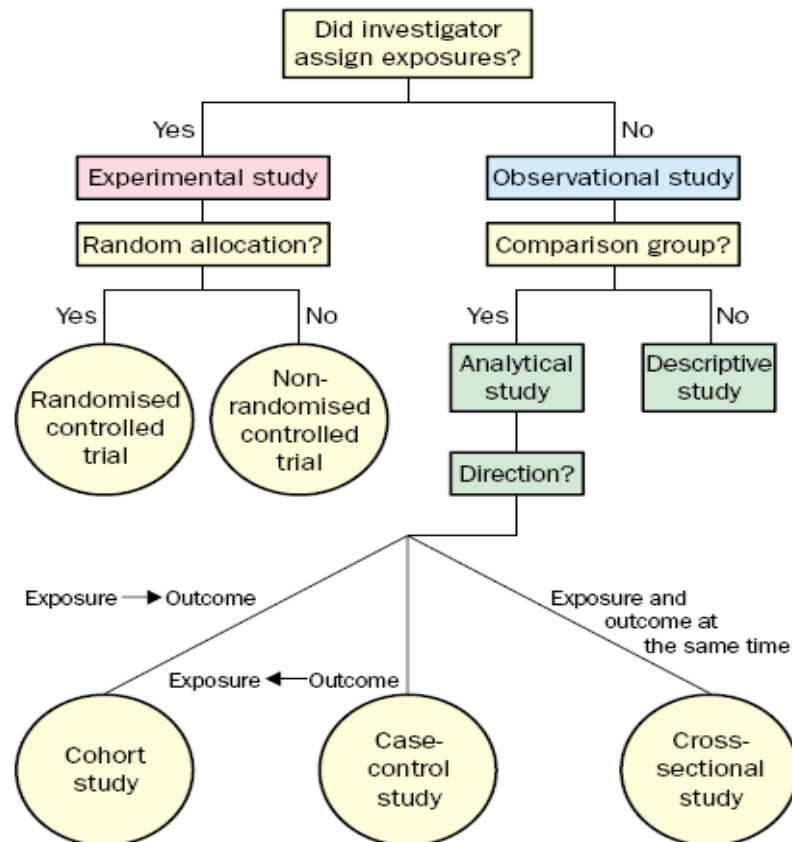 Did investigator
assign exposures?
Yes
No
Experimental study
Observational study
Random allocation?
Comparison group?
Yes
No
Yes
No
Randomised
controlled
trial
Non-
randomised
controlled
trial
Analytical
study
Descriptive
study
Direction?
Exposure → Outcome
Exposure and
outcome at
the same time
Exposure ← Outcome
Cohort
study
Case-
control
study
Cross-
sectional
study